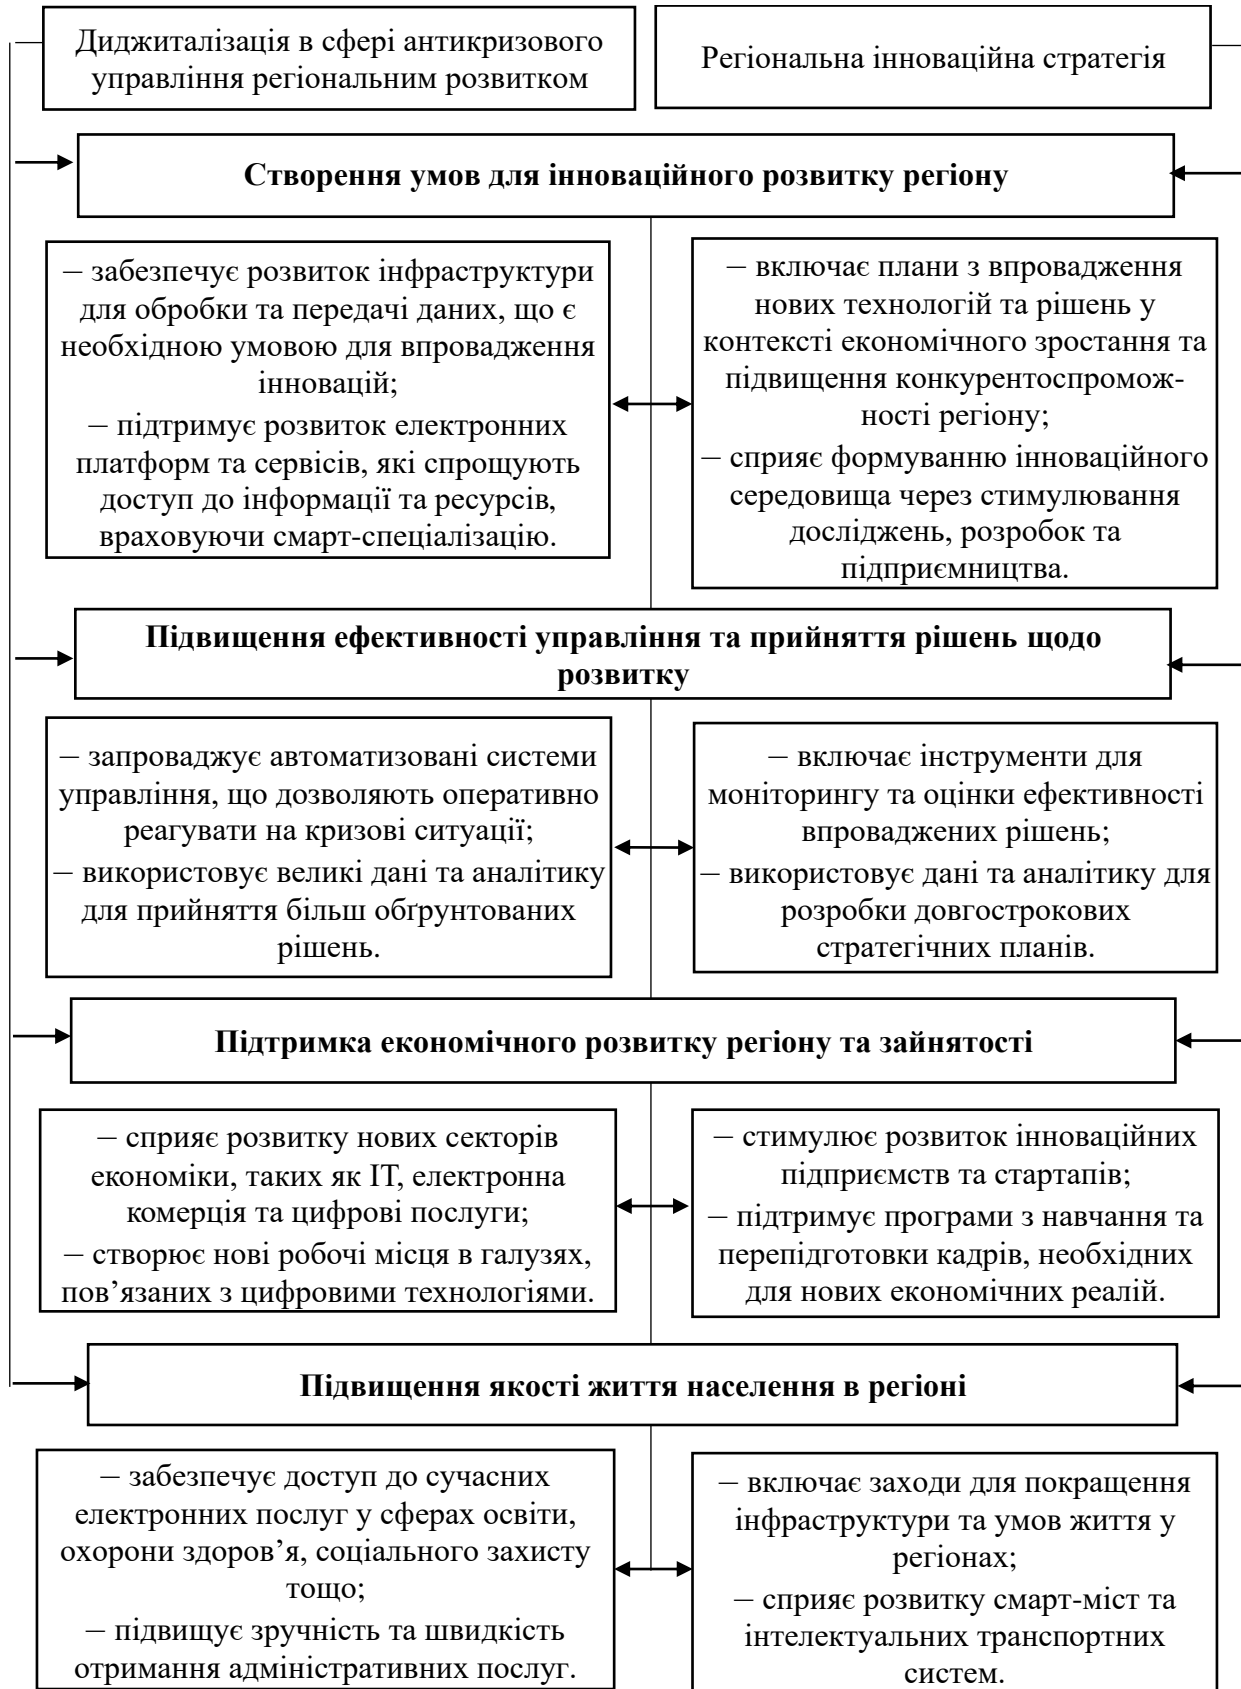 Диджиталізація в сфері антикризового
управління регіональним розвитком
Регіональна інноваційна стратегія
Створення умов для інноваційного розвитку регіону
– забезпечує розвиток інфраструктури
для обробки та передачі даних, що є
необхідною умовою для впровадження
інновацій;
– підтримує розвиток електронних
платформ та сервісів, які спрощують
доступ до інформації та ресурсів,
враховуючи смарт-спеціалізацію.
– включає плани з впровадження
нових технологій та рішень у
контексті економічного зростання та
підвищення конкурентоспромож-
ності регіону;
– сприяє формуванню інноваційного
середовища через стимулювання
досліджень, розробок та
підприємництва.
Підвищення ефективності управління та прийняття рішень щодо
розвитку
– запроваджує автоматизовані системи
управління, що дозволяють оперативно
реагувати на кризові ситуації;
– використовує великі дані та аналітику
для прийняття більш обґрунтованих
рішень.
– включає інструменти для
моніторингу та оцінки ефективності
впроваджених рішень;
– використовує дані та аналітику для
розробки довгострокових
стратегічних планів.
Підтримка економічного розвитку регіону та зайнятості
– сприяє розвитку нових секторів
економіки, таких як ІТ, електронна
комерція та цифрові послуги;
– створює нові робочі місця в галузях,
пов’язаних з цифровими технологіями.
– стимулює розвиток інноваційних
підприємств та стартапів;
– підтримує програми з навчання та
перепідготовки кадрів, необхідних
для нових економічних реалій.
Підвищення якості життя населення в регіоні
– забезпечує доступ до сучасних
електронних послуг у сферах освіти,
охорони здоров’я, соціального захисту
тощо;
– підвищує зручність та швидкість
отримання адміністративних послуг.
– включає заходи для покращення
інфраструктури та умов життя у
регіонах;
– сприяє розвитку смарт-міст та
інтелектуальних транспортних
систем.